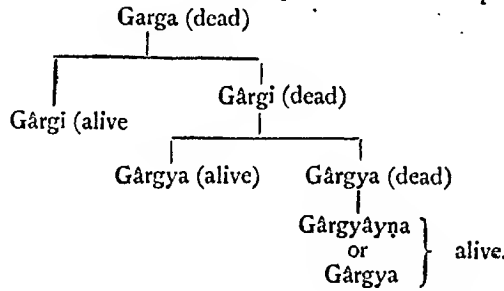 Garga (dead)
Gârgi (alive
Gârgi (dead)
Gârgya (alive) Gârgya (dead)
Gârgyâyṇa
or
Gârgya
} alive.